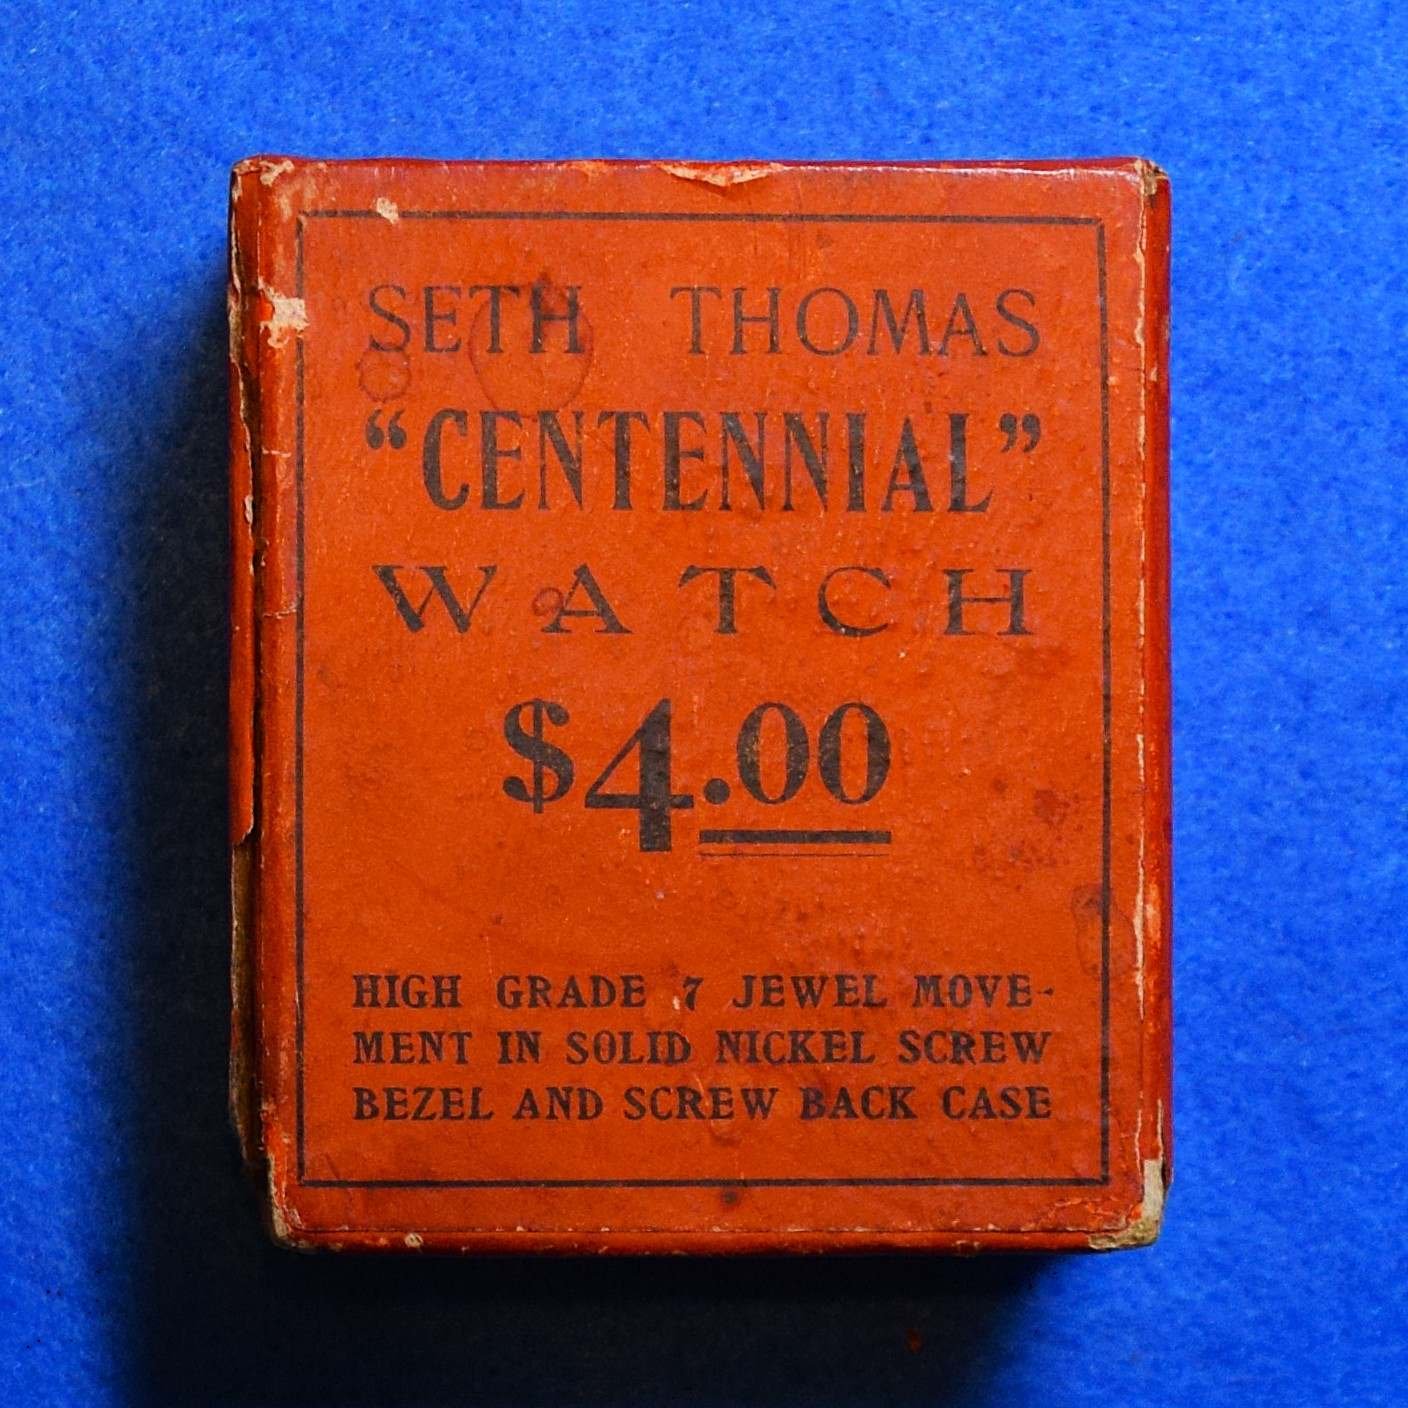 SETH THOMAS
“CENTENNIAL”
WATCH
$4.00
HIGH GRADE 7 JEWEL MOVE-
MENT IN SOLID NICKEL SCREW
BEZEL AND SCREW BACK CASE